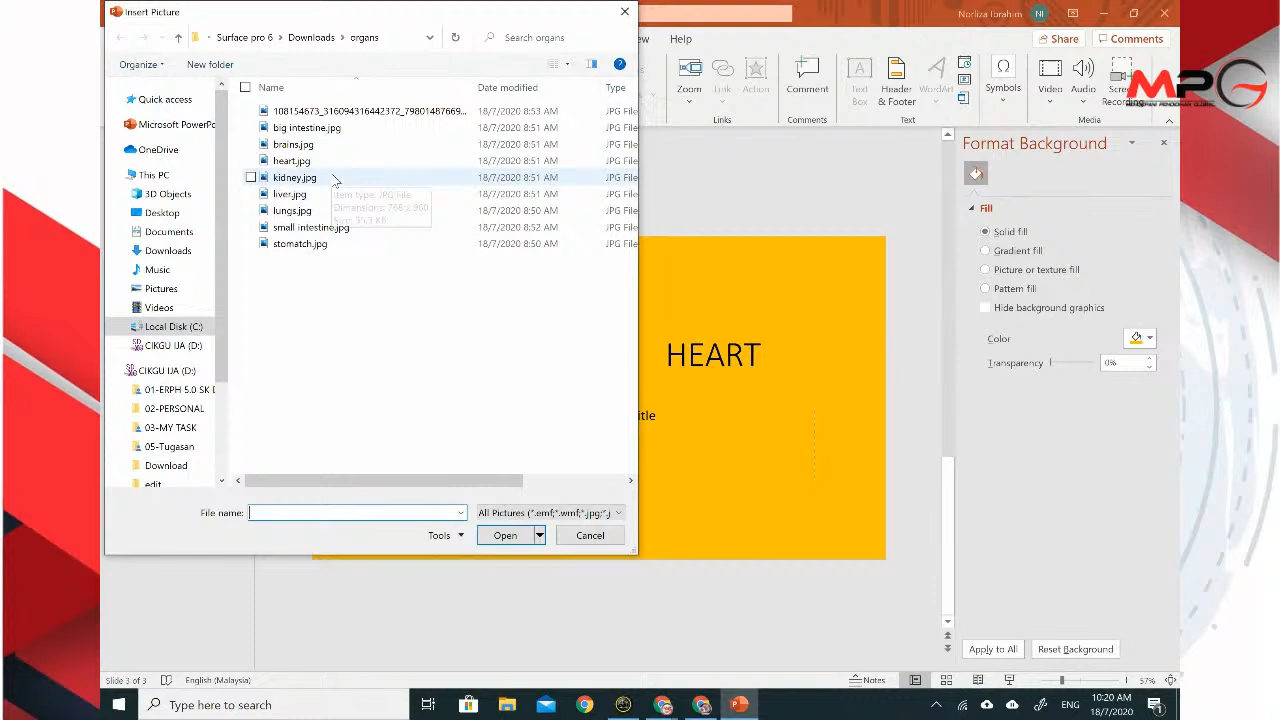 Insert Picture
Norliza Ibrahim NI
Surface pro 6 Downloads organs
Search organs
Help
Share
Comments
Organize
New folder
Zoom
Link
Action
Comment
Text Box
Header & Footer
WordArt
Symbols
Video
Audio
Screen Recording
MPG
Links
Comments
Text
Media
Name
Date modified
Type
Quick access
Microsoft PowerPo
OneDrive
This PC
3D Objects
Desktop
Documents
Downloads
Music
Pictures
Videos
Local Disk (C:)
CIKGU IJA (D:)
CIKGU IJA (D:)
01-ERPH 5.0 SK
02-PERSONAL
03-MY TASK
05-Tugasan
Download
edit
18/7/2020 8:53 AM JPG File
big intestine.jpg 18/7/2020 8:51 AM JPG File
brains.jpg 18/7/2020 8:51 AM JPG File
heart.jpg 18/7/2020 8:51 AM JPG File
kidney.jpg 18/7/2020 8:51 AM JPG File
liver.jpg 18/7/2020 8:51 AM JPG File
lungs.jpg 18/7/2020 8:50 AM JPG File
small intestine.jpg 18/7/2020 8:52 AM JPG File
stomatch.jpg 18/7/2020 8:50 AM JPG File
Item type: JPG File
Dimensions: 768 x 960
File name:
All Pictures (*.emf;*.wmf;*.jpg;*.j
Tools
Open
Cancel
HEART
itle
Format Background
Fill
Solid fill
Gradient fill
Picture or texture fill
Pattern fill
Hide background graphics
Color
Transparency
0%
Apply to All
Reset Background
Slide 3 of 3
English (Malaysia)
Notes
57%
Type here to search
ENG
10:20 AM
18/7/2020
1